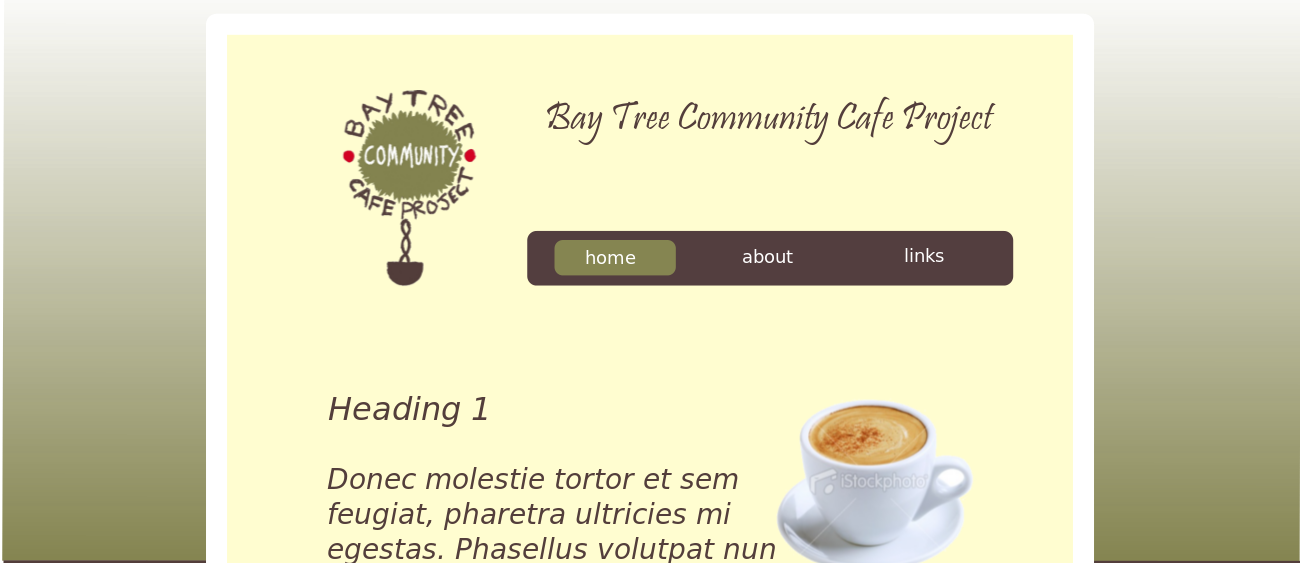 BAY TREE
COMMUNITY
CAFE PROJECT
Bay Tree Community Cafe Project
home about links
Heading 1
Donec molestie tortor et sem
feugiat, pharetra ultricies mi
egestas. Phasellus volutpat nun
iStockphoto